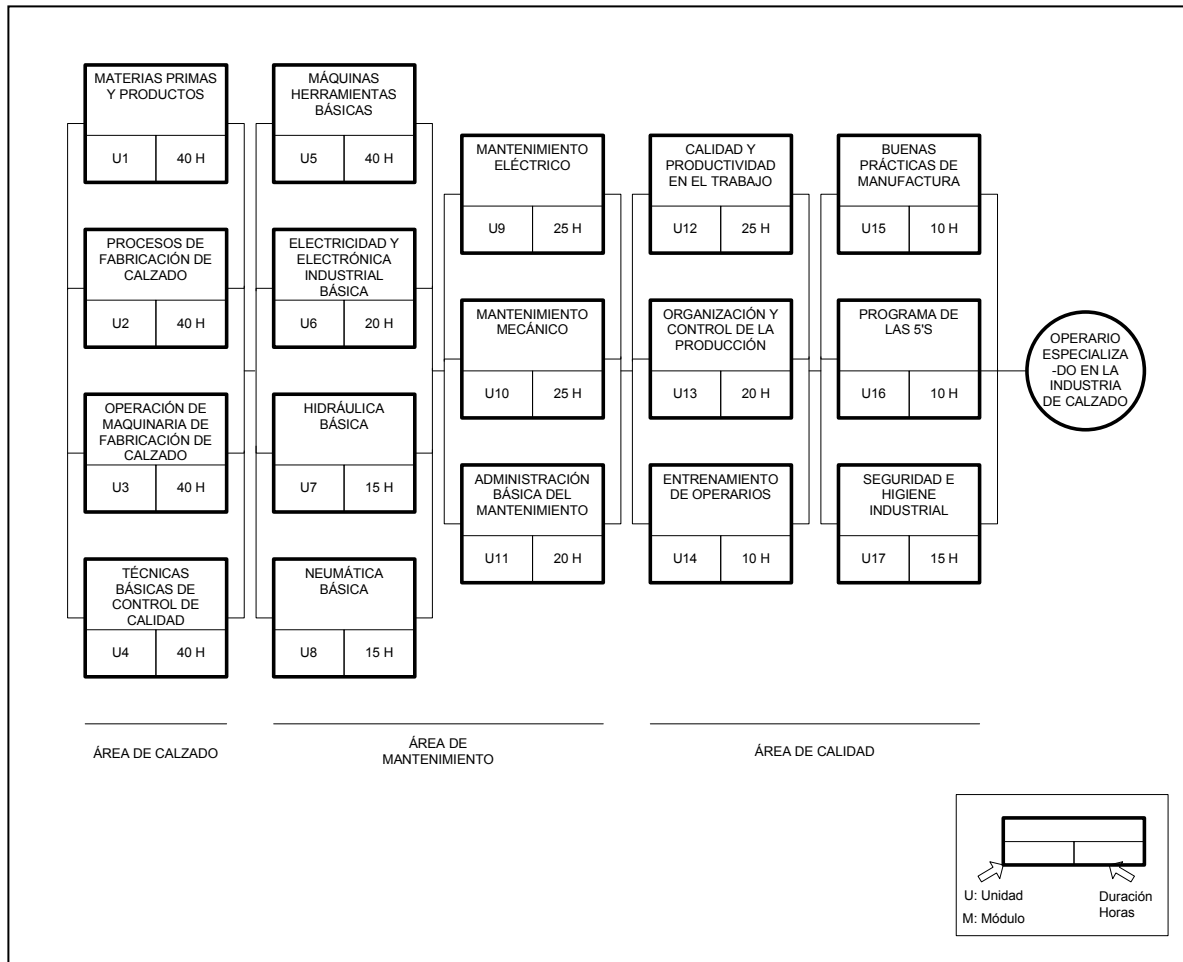 MATERIAS PRIMAS
Y PRODUCTOS
U1 40 H
PROCESOS DE
FABRICACIÓN DE
CALZADO
U2 40 H
OPERACIÓN DE
MAQUINARIA DE
FABRICACIÓN DE
CALZADO
U3 40 H
TÉCNICAS
BÁSICAS DE
CONTROL DE
CALIDAD
U4 40 H
ÁREA DE CALZADO
MÁQUINAS
HERRAMIENTAS
BÁSICAS
U5 40 H
ELECTRICIDAD Y
ELECTRÓNICA
INDUSTRIAL
BÁSICA
U6 20 H
HIDRÁULICA
BÁSICA
U7 15 H
NEUMÁTICA
BÁSICA
U8 15 H
MANTENIMIENTO
ELÉCTRICO
U9 25 H
MANTENIMIENTO
MECÁNICO
U10 25 H
ADMINISTRACIÓN
BÁSICA DEL
MANTENIMIENTO
U11 20 H
ÁREA DE
MANTENIMIENTO
CALIDAD Y
PRODUCTIVIDAD
EN EL TRABAJO
U12 25 H
ORGANIZACIÓN Y
CONTROL DE LA
PRODUCCIÓN
U13 20 H
ENTRENAMIENTO
DE OPERARIOS
U14 10 H
BUENAS
PRÁCTICAS DE
MANUFACTURA
U15 10 H
PROGRAMA DE
LAS 5'S
U16 10 H
SEGURIDAD E
HIGIENE
INDUSTRIAL
U17 15 H
ÁREA DE CALIDAD
OPERARIO
ESPECIALIZA
-DO EN LA
INDUSTRIA
DE CALZADO
U: Unidad
M: Módulo
Duración
Horas